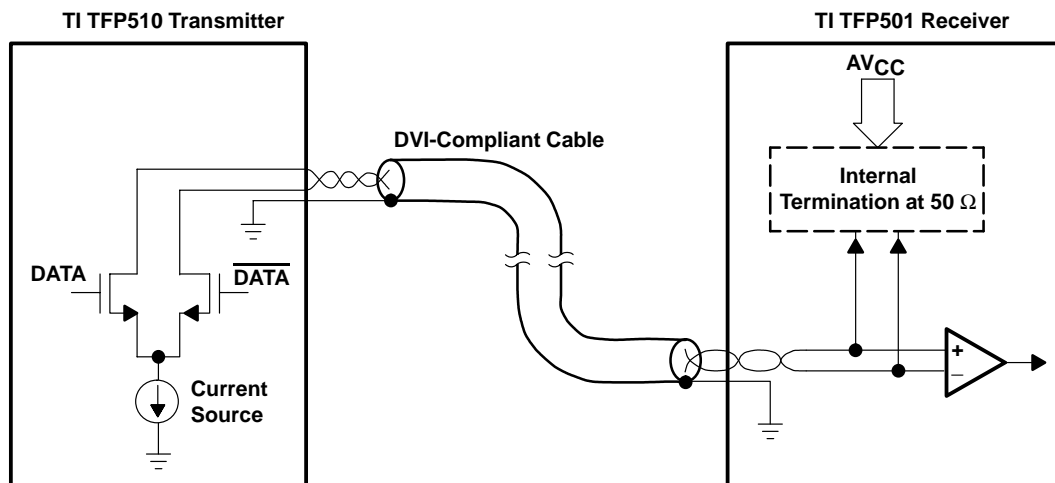 TI TFP510 Transmitter
TI TFP501 Receiver
AVCC
DVI-Compliant Cable
Internal
Termination at 50 Ω
DATA
DATA
+
−
Current
Source